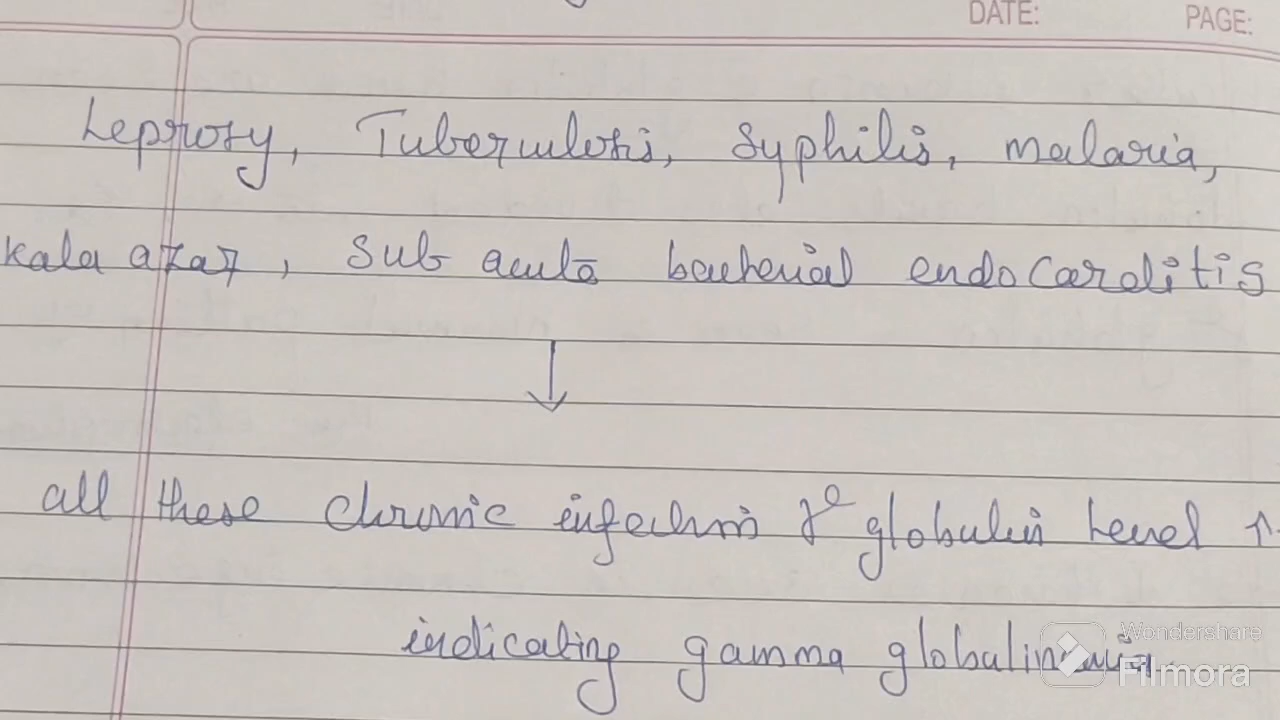 DATE: PAGE:
Leprosy, Tuberculosis, Syphilis, malaria,
kala azar, Sub acute bacterial endocarditis
↓
all these chronic infection γ globulin level ↑
indicating gamma globulinemia
Wondershare
Filmora